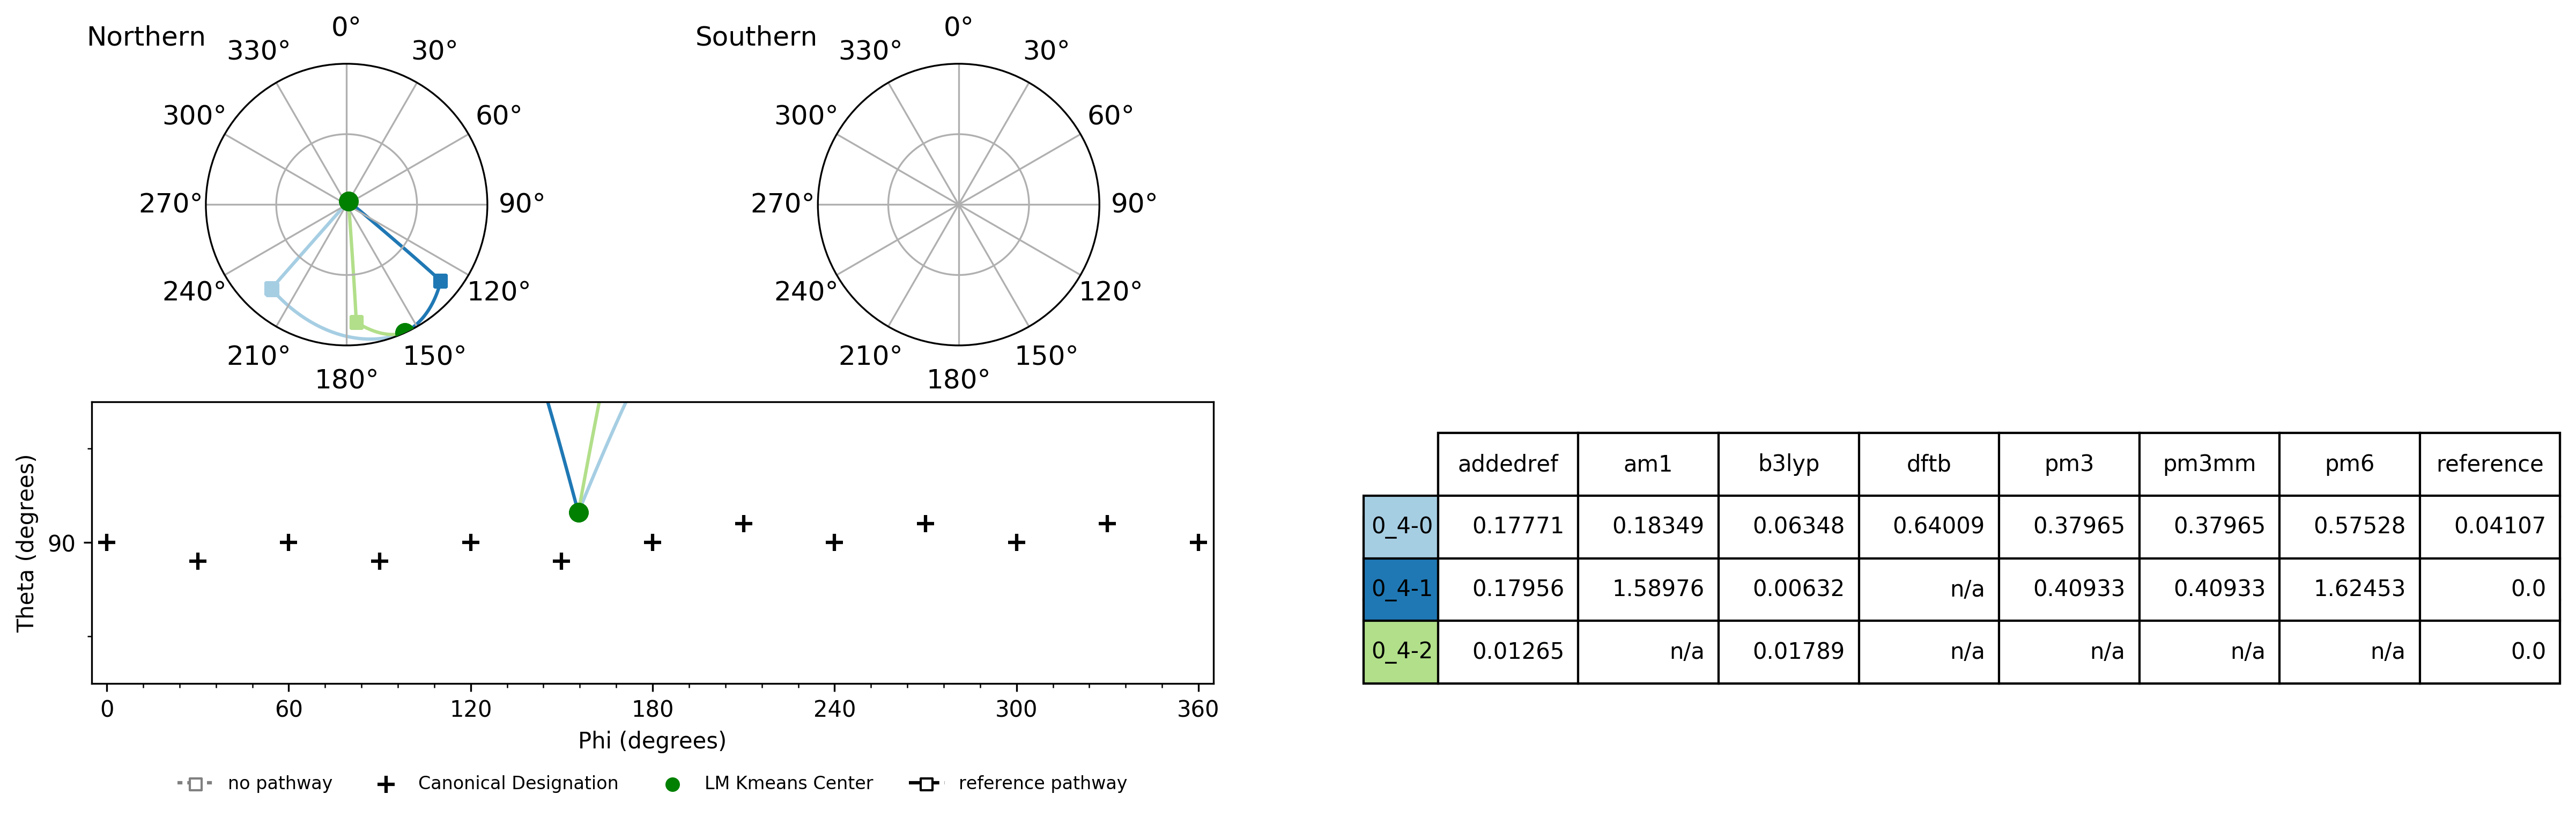 Northern
0°
30°
60°
90°
120°
150°
180°
210°
240°
270°
300°
330°
Southern
0°
30°
60°
90°
120°
150°
180°
210°
240°
270°
300°
330°
Theta (degrees)
90
0 60 120 180 240 300 360
Phi (degrees)
no pathway Canonical Designation LM Kmeans Center reference pathway
addedref am1 b3lyp dftb pm3 pm3mm pm6 reference
0_4-0 0.17771 0.18349 0.06348 0.64009 0.37965 0.37965 0.57528 0.04107
0_4-1 0.17956 1.58976 0.00632 n/a 0.40933 0.40933 1.62453 0.0
0_4-2 0.01265 n/a 0.01789 n/a n/a n/a n/a 0.0